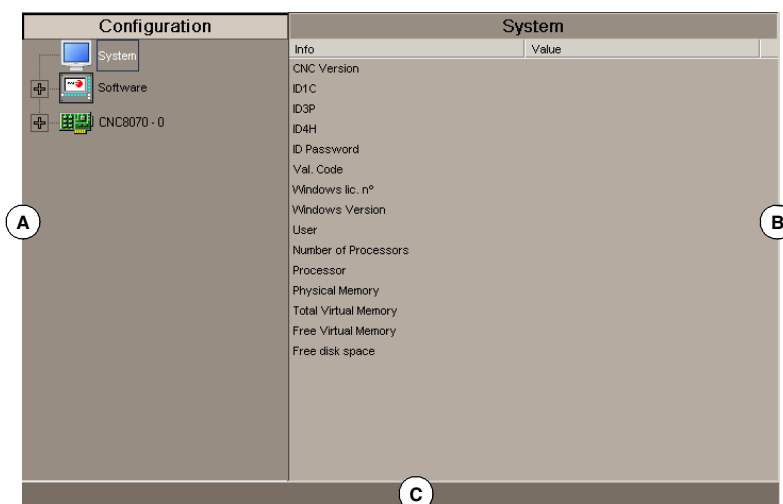 Configuration
System
System
Software
CNC8070 - 0
Info Value
CNC Version
ID1C
ID3P
ID4H
ID Password
Val. Code
Windows lic. nº
Windows Version
User
Number of Processors
Processor
Physical Memory
Total Virtual Memory
Free Virtual Memory
Free disk space
A
B
C